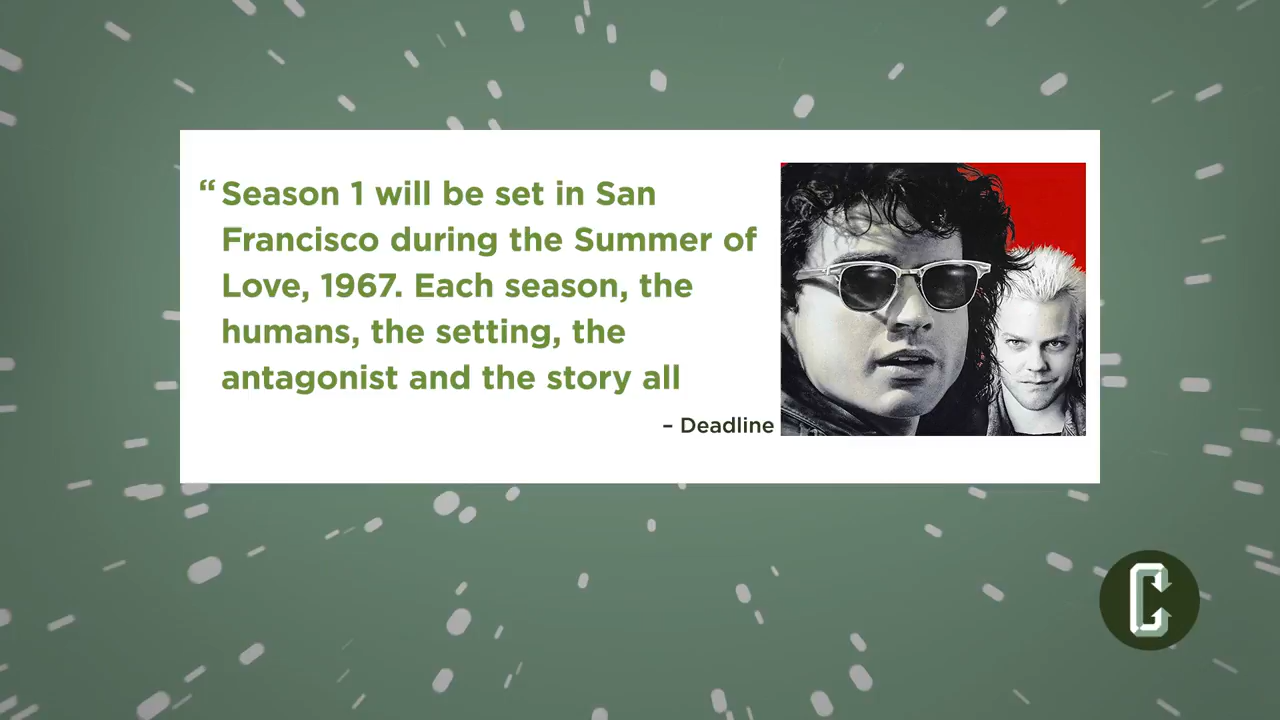 “Season 1 will be set in San
Francisco during the Summer of
Love, 1967. Each season, the
humans, the setting, the
antagonist and the story all
– Deadline
C